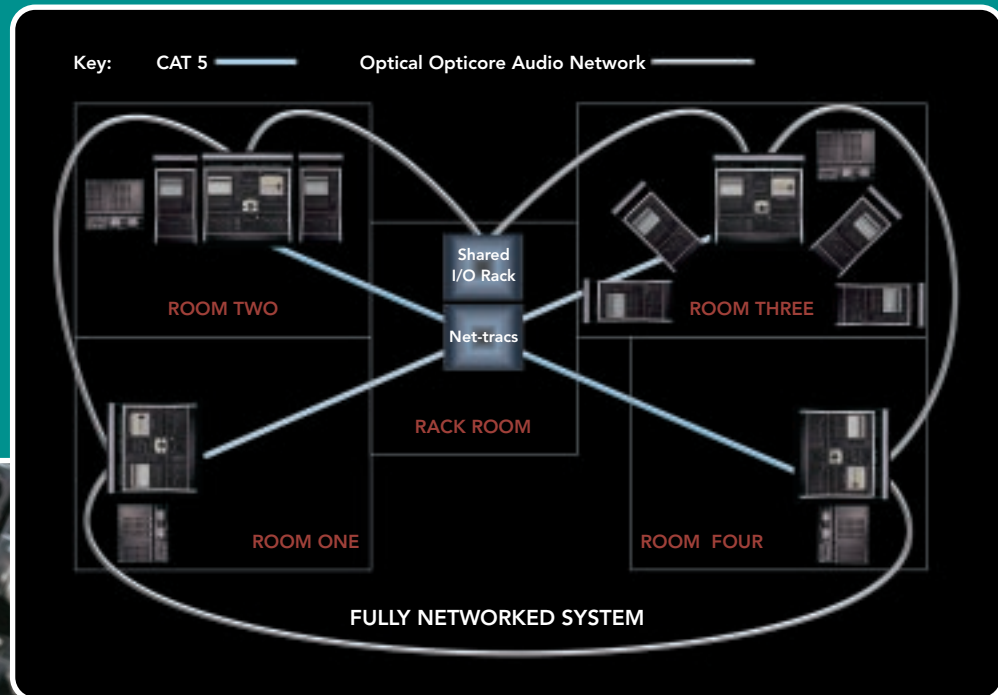 Key: CAT 5 Optical Opticore Audio Network
Shared
I/O Rack
ROOM TWO
ROOM THREE
Net-tracs
RACK ROOM
ROOM ONE
ROOM FOUR
FULLY NETWORKED SYSTEM